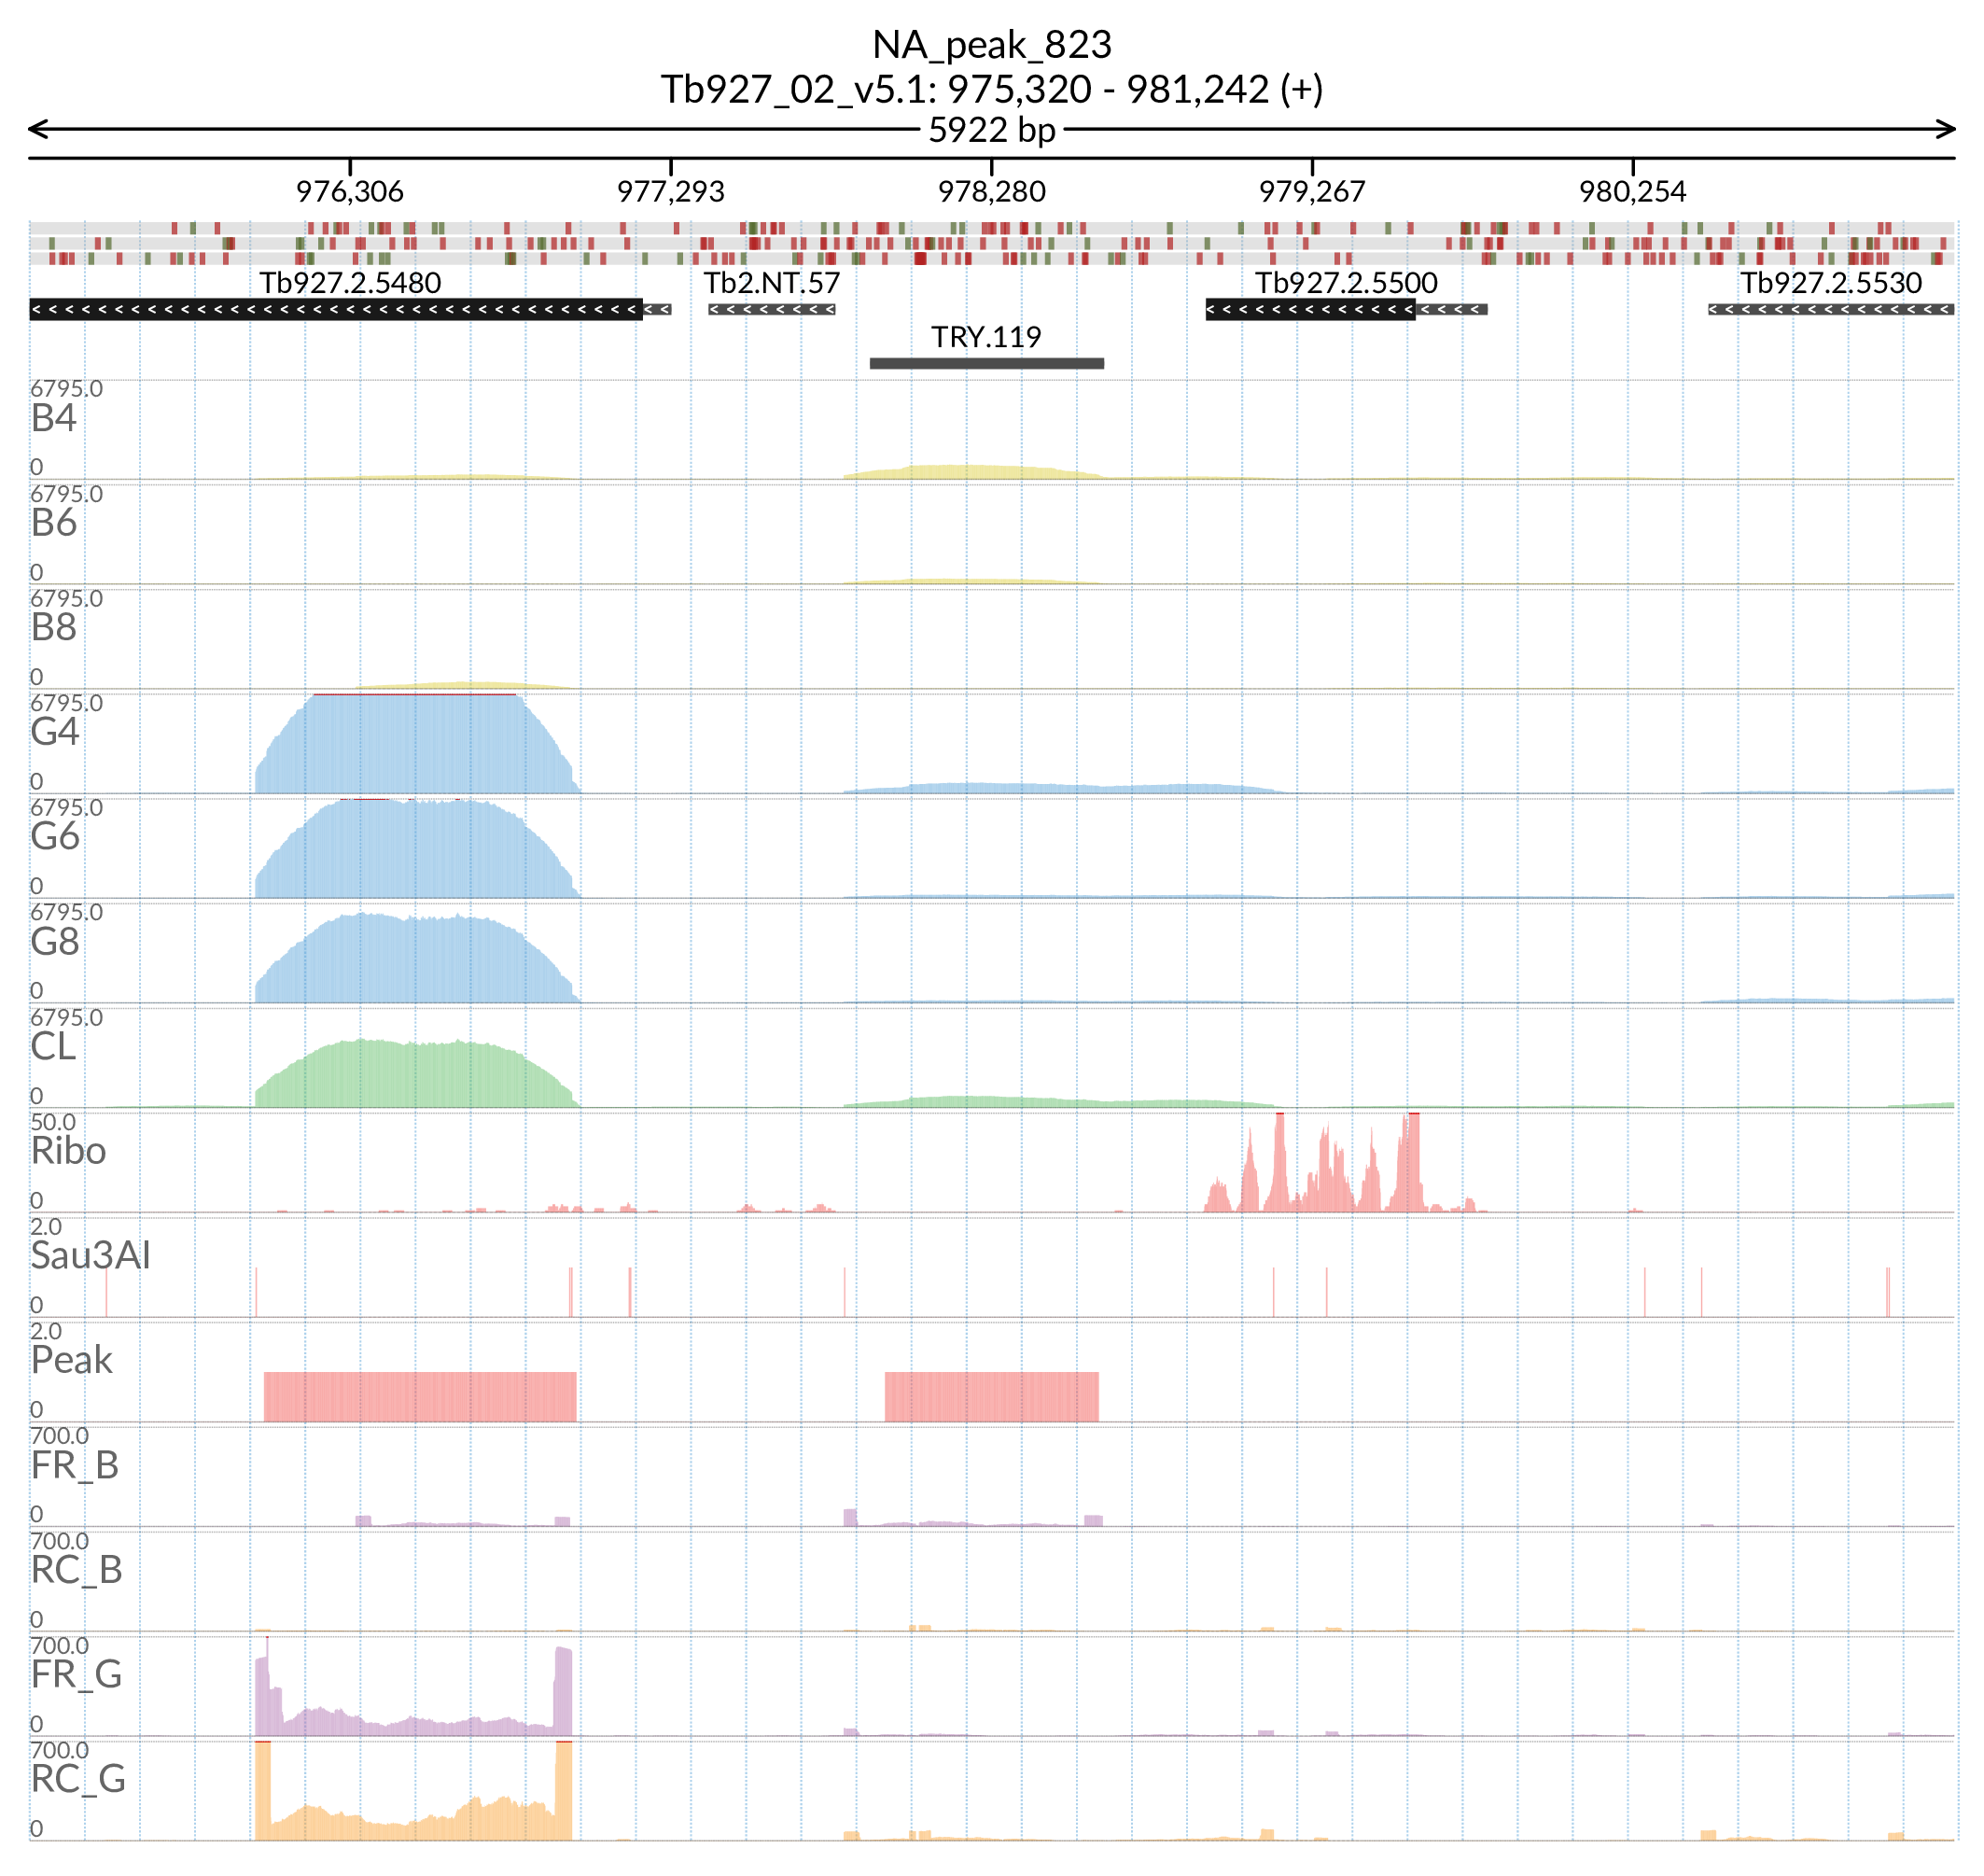 NA_peak_823
Tb927_02_v5.1: 975,320 - 981,242 (+)
5922 bp
976,306 977,293 978,280 979,267 980,254
Tb927.2.5480 Tb2.NT.57 Tb927.2.5500 Tb927.2.5530
TRY.119
6795.0
B4
0
6795.0
B6
0
6795.0
B8
0
6795.0
G4
0
6795.0
G6
0
6795.0
G8
0
6795.0
CL
0
50.0
Ribo
0
2.0
Sau3AI
0
2.0
Peak
0
700.0
FR_B
0
700.0
RC_B
0
700.0
FR_G
0
700.0
RC_G
0